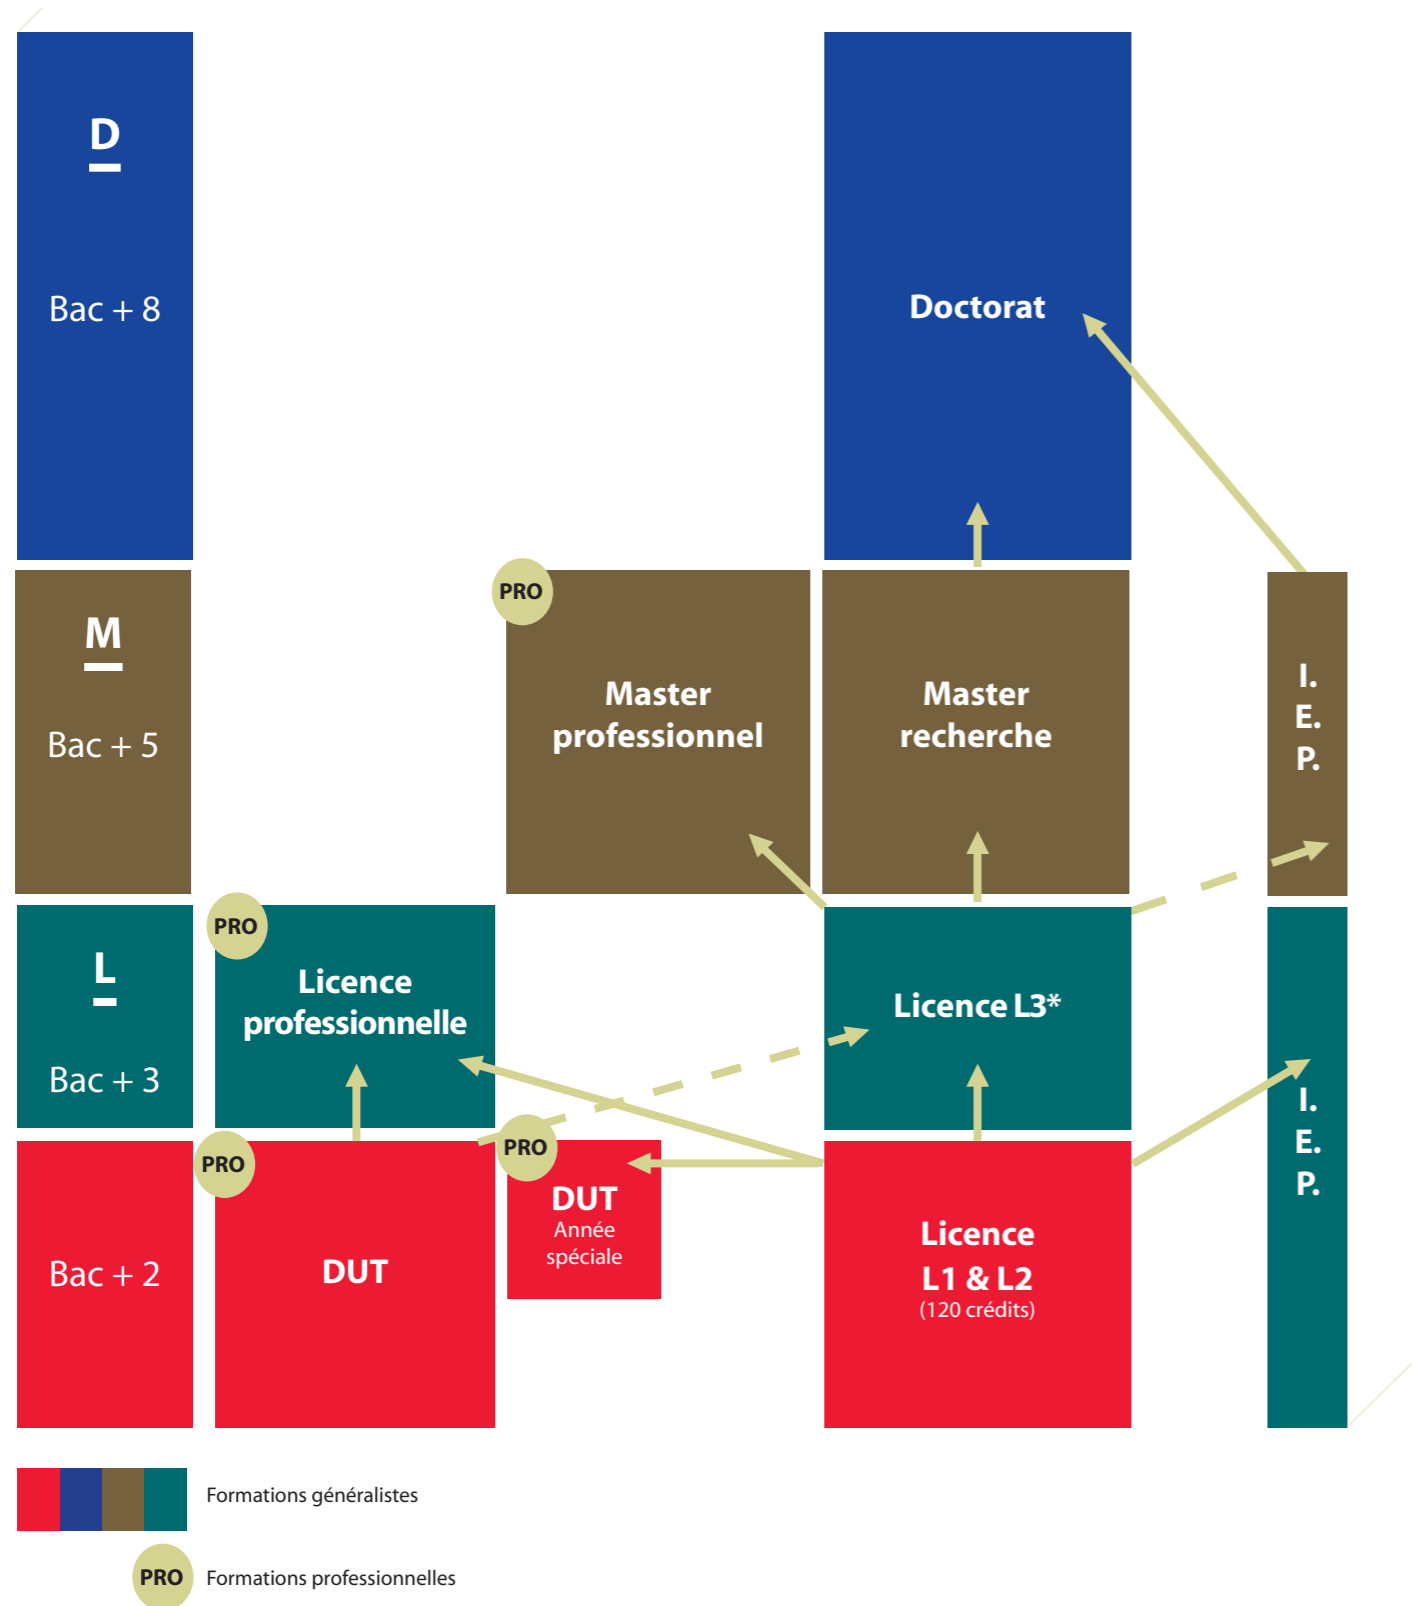 D
Bac + 8
Doctorat
PRO
M
Bac + 5
Master
professionnel
Master
recherche
I.
E.
P.
PRO
L
Bac + 3
Licence
professionnelle
Licence L3*
I.
E.
P.
PRO
PRO
Bac + 2
DUT
DUT
Année
spéciale
Licence
L1 & L2
(120 crédits)
Formations généralistes
PRO Formations professionnelles